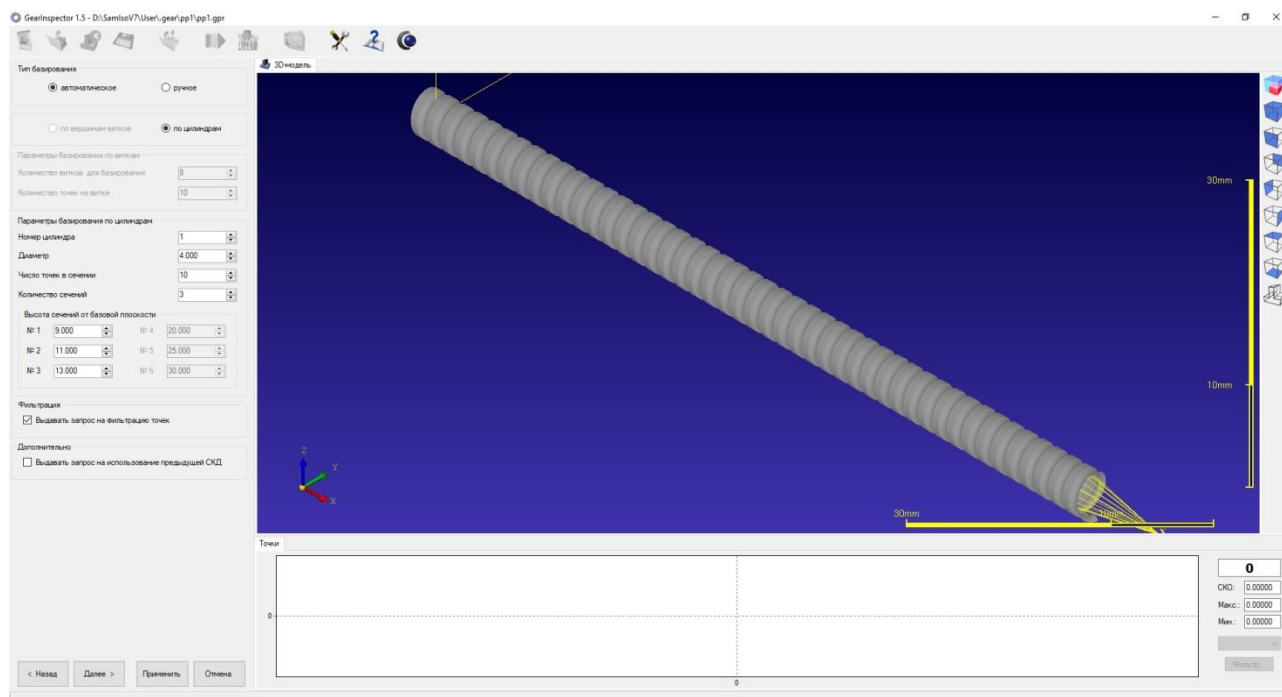 GearInspector 1.5 - D:\SamIsoV7\User\.gear\pp1\pp1.gpr
Тип базирования
автоматическое
ручное
по вершинам витков
по цилиндрам
Параметры базирования по виткам
Количество витков для базирования
8
Количество точек на витке
10
Параметры базирования по цилиндрам
Номер цилиндра
1
Диаметр
4.000
Число точек в сечении
10
Количество сечений
3
Высота сечений от базовой плоскости
№ 1
9.000
№ 4
20.000
№ 2
11.000
№ 5
25.000
№ 3
13.000
№ 6
30.000
Фильтрация
Выдавать запрос на фильтрацию точек
Дополнительно
Выдавать запрос на использование предыдущей СКД
< Назад
Далее >
Применить
Отмена
3D-модель
30mm
10mm
Z
Y
X
30mm
10mm
Точки
0
0
0
СКО:
0.00000
Макс.:
0.00000
Мин.:
0.00000
Фильтр...